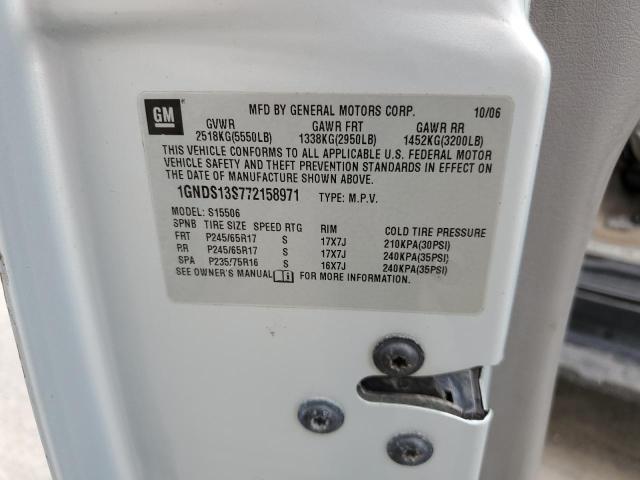 GM
MFD BY GENERAL MOTORS CORP. 10/06
GVWR GAWR FRT GAWR RR
2518KG(5550LB) 1338KG(2950LB) 1452KG(3200LB)
THIS VEHICLE CONFORMS TO ALL APPLICABLE U.S. FEDERAL MOTOR
VEHICLE SAFETY AND THEFT PREVENTION STANDARDS IN EFFECT ON
THE DATE OF MANUFACTURE SHOWN ABOVE.
1GNDS13S772158971 TYPE: M.P.V.
MODEL: S15506
SPNB TIRE SIZE SPEED RTG RIM COLD TIRE PRESSURE
FRT P245/65R17 S 17X7J 210KPA(30PSI)
RR P245/65R17 S 17X7J 240KPA(35PSI)
SPA P235/75R16 S 16X7J 240KPA(35PSI)
SEE OWNER'S MANUAL FOR MORE INFORMATION.